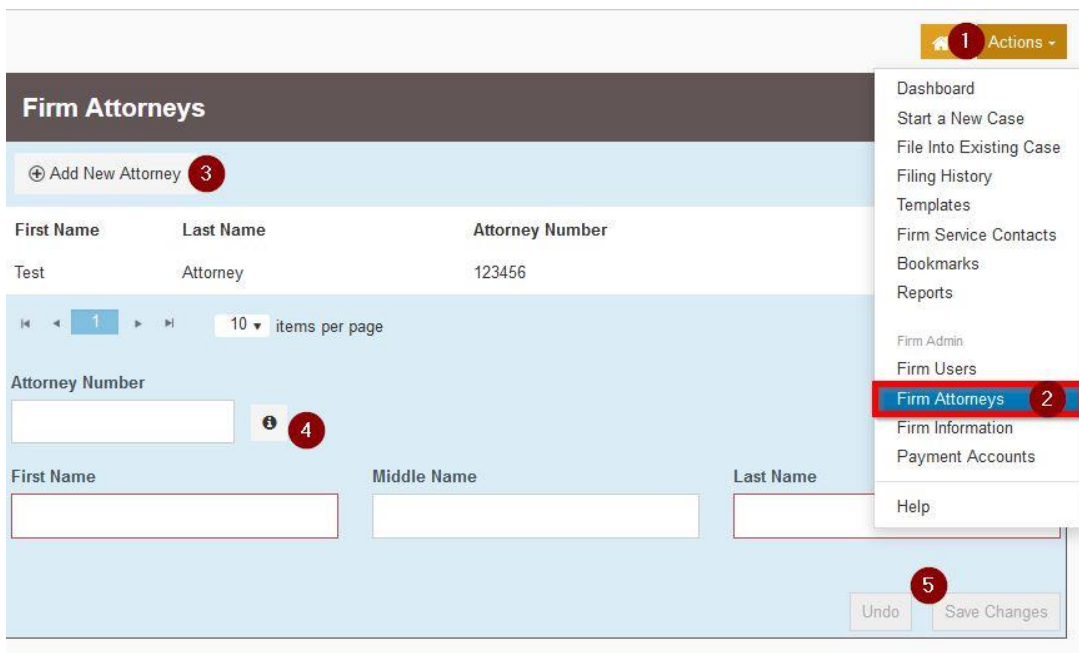 1 Actions
Firm Attorneys
Add New Attorney 3
First Name Last Name Attorney Number
Test Attorney 123456
1 10 items per page
Attorney Number
4
First Name Middle Name Last Name
5
Undo Save Changes
Dashboard
Start a New Case
File Into Existing Case
Filing History
Templates
Firm Service Contacts
Bookmarks
Reports
Firm Admin
Firm Users
Firm Attorneys 2
Firm Information
Payment Accounts
Help